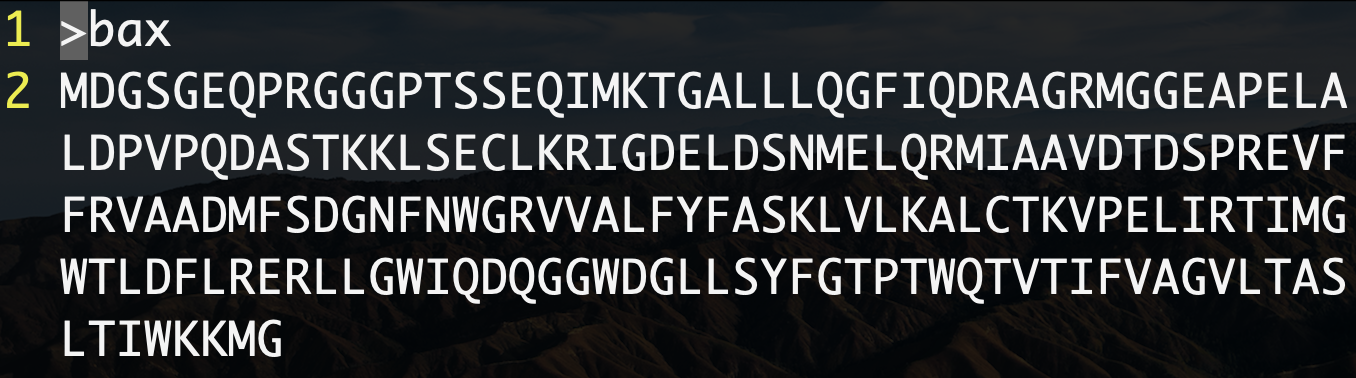 1 >bax
2 MDGSGEQPRGGGPTSSEQIMKTGALLLQGFIQDRAGRMGGEAPELA
LDPVPQDASTKKLSECLKRIGDELDSNMELQRMIAAVDTDSPREVF
FRVAADMFSDGNFNWGRVVALFYFASKLVLKALCTKVPELIRTIMG
WTLDFLRERLLGWIQDQGGWDGLLSYFGTPTWQTVTIFVAGVLTAS
LTIWKKMG